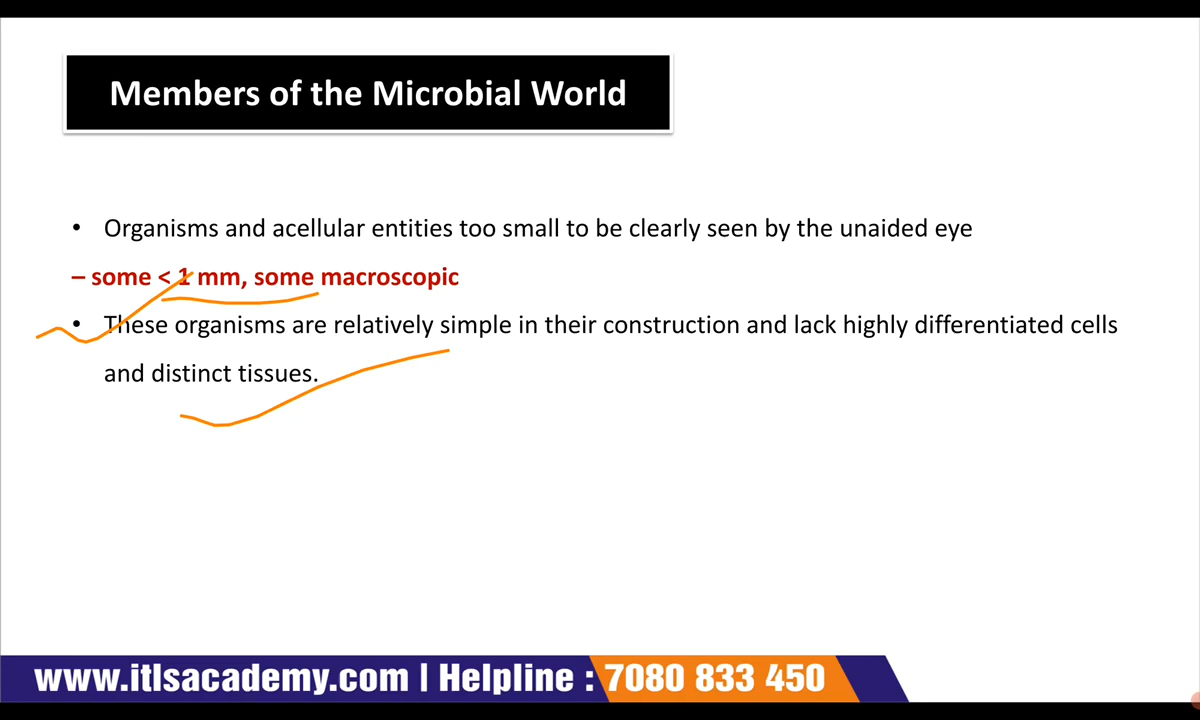 Members of the Microbial World
• Organisms and acellular entities too small to be clearly seen by the unaided eye
– some < 1 mm, some macroscopic
• These organisms are relatively simple in their construction and lack highly differentiated cells
and distinct tissues.
www.itlsacademy.com | Helpline : 7080 833 450